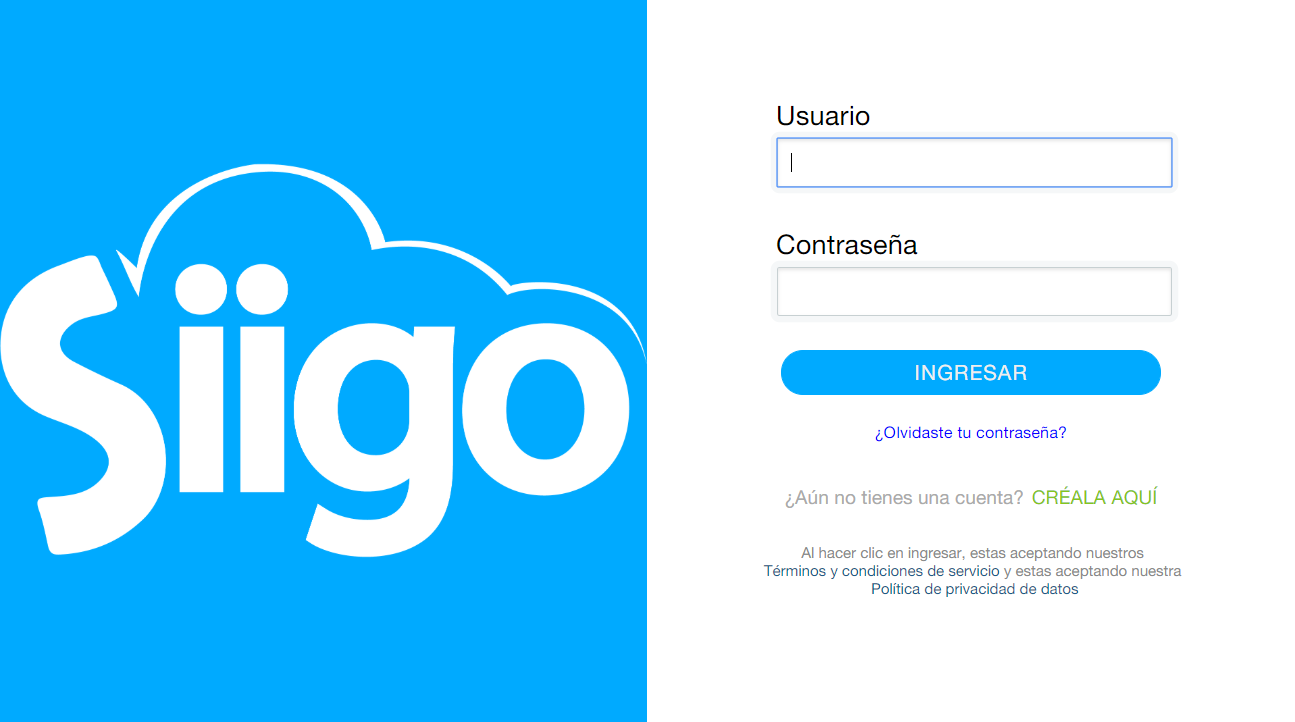 Siigo
Usuario
Contraseña
INGRESAR
¿Olvidaste tu contraseña?
¿Aún no tienes una cuenta? CRÉALA AQUÍ
Al hacer clic en ingresar, estas aceptando nuestros
Términos y condiciones de servicio y estas aceptando nuestra
Política de privacidad de datos